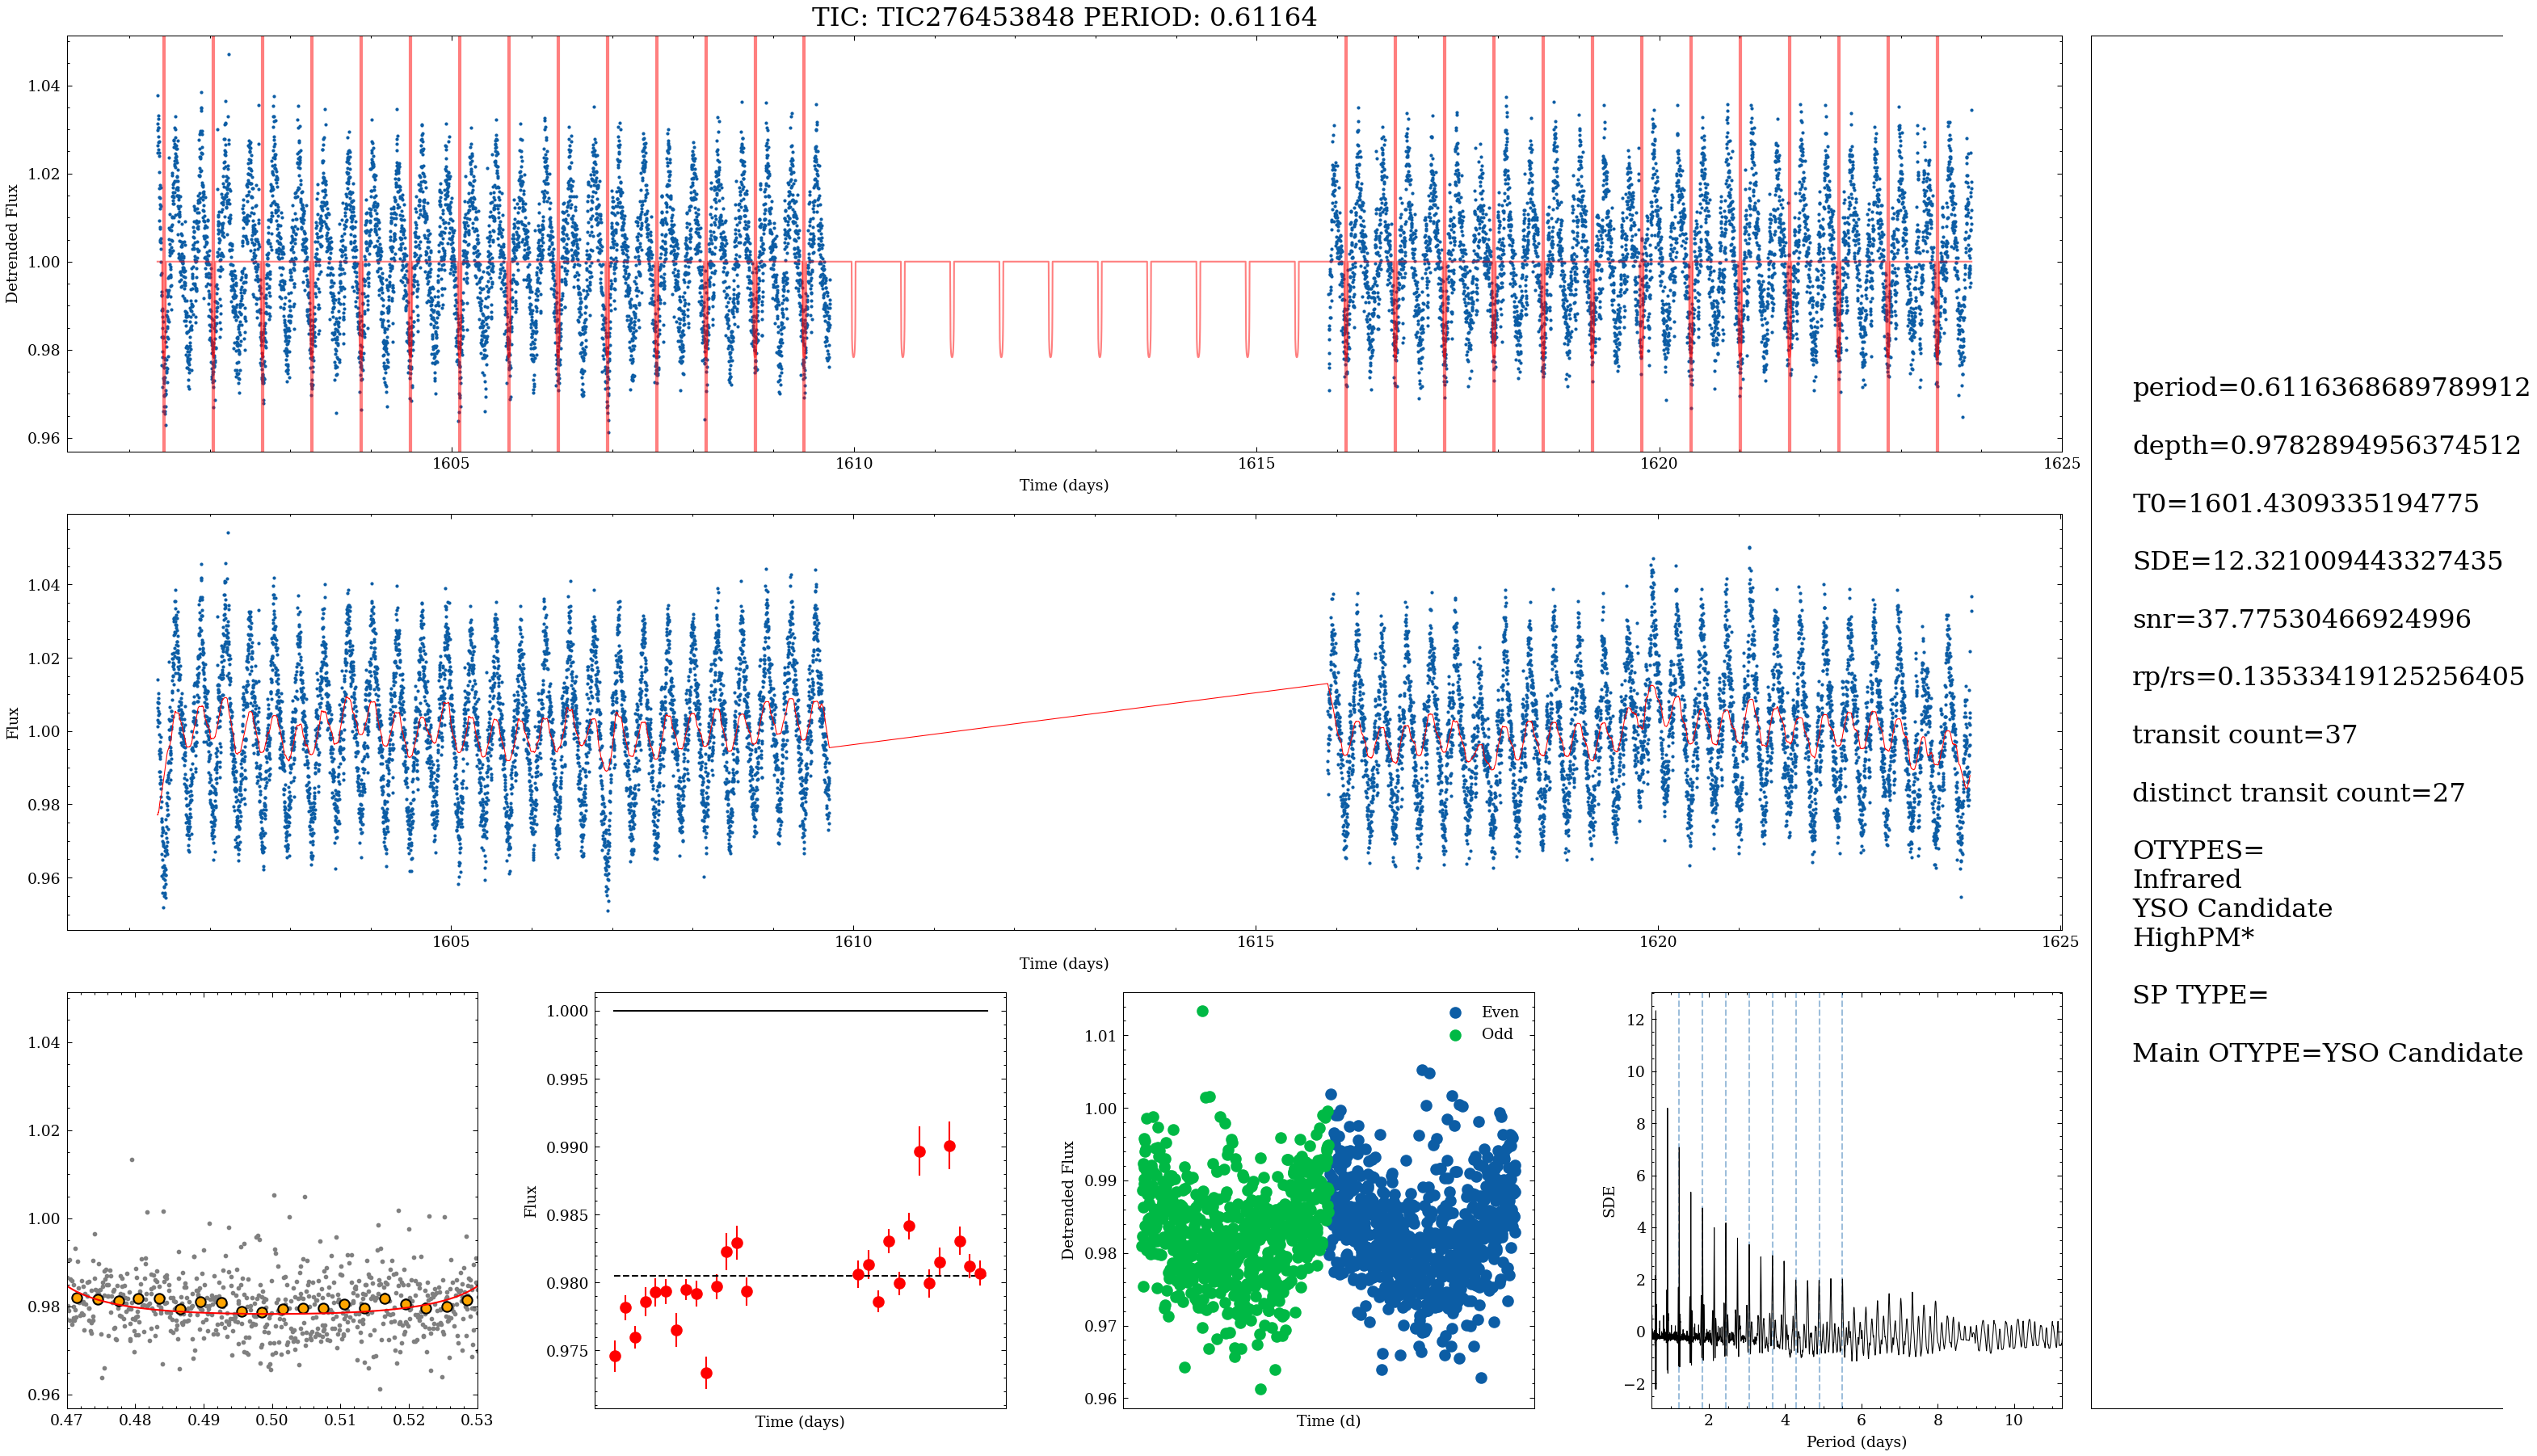 TIC: TIC276453848 PERIOD: 0.61164
1.04
1.02
1.00
0.98
0.96
Detrended Flux
1605
1610
1615
1620
1625
Time (days)
1.04
1.02
1.00
0.98
0.96
Flux
1605
1610
1615
1620
1625
Time (days)
1.04
1.02
1.00
0.98
0.96
0.47
0.48
0.49
0.50
0.51
0.52
0.53
1.000
0.995
0.990
0.985
0.980
0.975
Flux
Time (days)
Even
Odd
1.01
1.00
0.99
0.98
0.97
0.96
Detrended Flux
Time (d)
12
10
8
6
4
2
0
−2
SDE
2
4
6
8
10
Period (days)
period=0.6116368689789912
depth=0.9782894956374512
T0=1601.4309335194775
SDE=12.321009443327435
snr=37.77530466924996
rp/rs=0.13533419125256405
transit count=37
distinct transit count=27
OTYPES=
Infrared
YSO Candidate
HighPM*
SP TYPE=
Main OTYPE=YSO Candidate